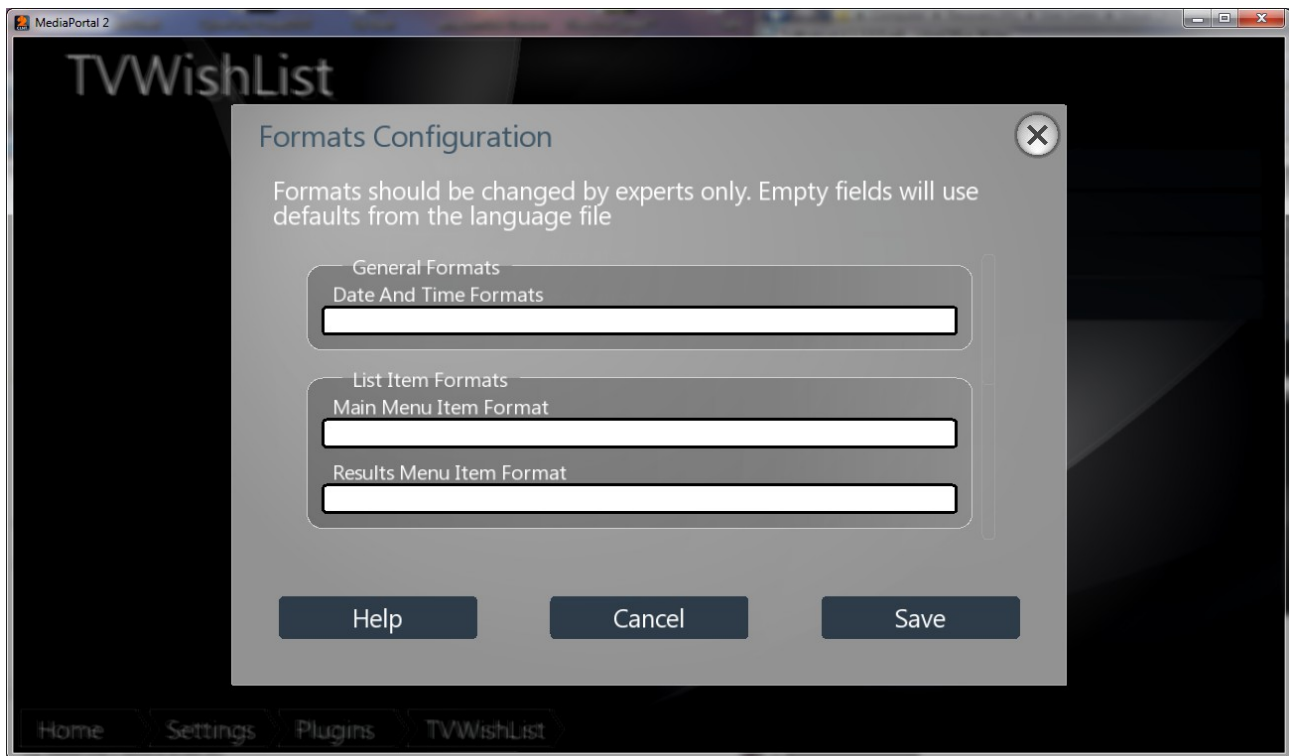 MediaPortal 2
TVWishList
Formats Configuration
Formats should be changed by experts only. Empty fields will use
defaults from the language file
General Formats
Date And Time Formats
List Item Formats
Main Menu Item Format
Results Menu Item Format
Help Cancel Save
Home Settings Plugins TVWishList